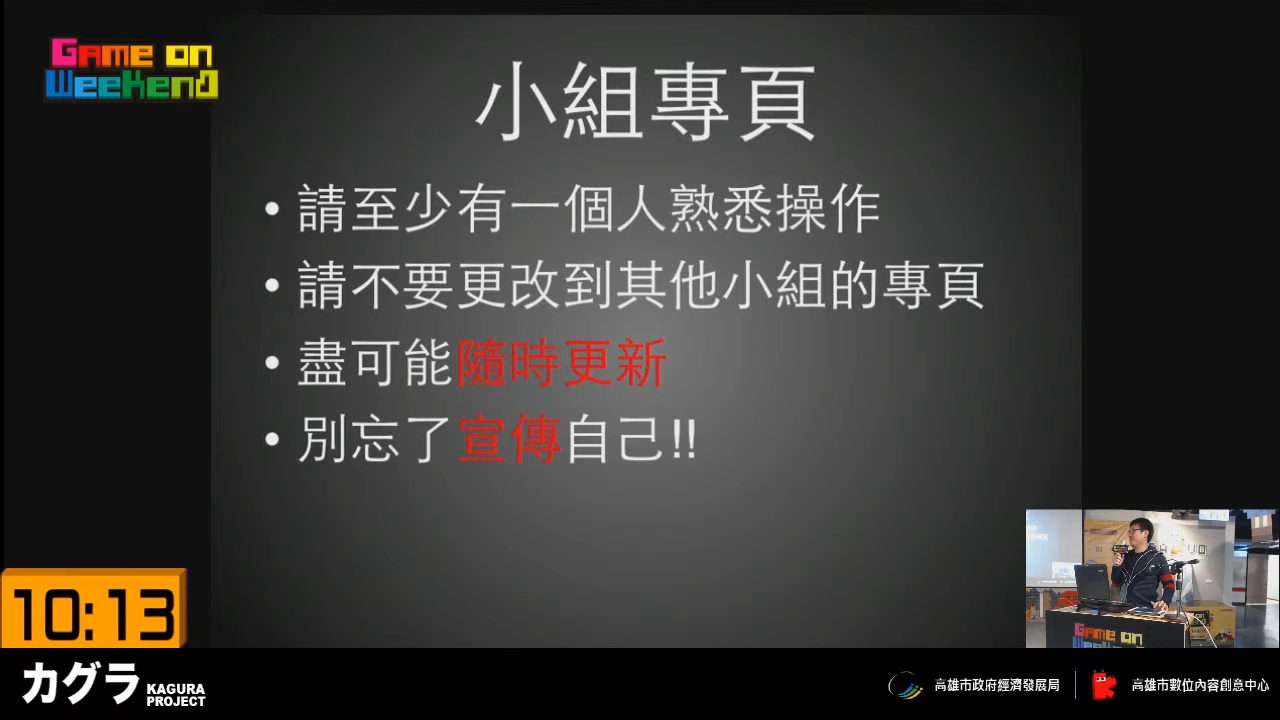 GAME ON
WEEKEND
小組專頁
• 請至少有一個人熟悉操作
• 請不要更改到其他小組的專頁
• 盡可能隨時更新
• 別忘了宣傳自己!!
10:13
GAME ON
WEEKEND
カグラ
KAGURA
PROJECT
高雄市政府經濟發展局
高雄市數位內容創意中心